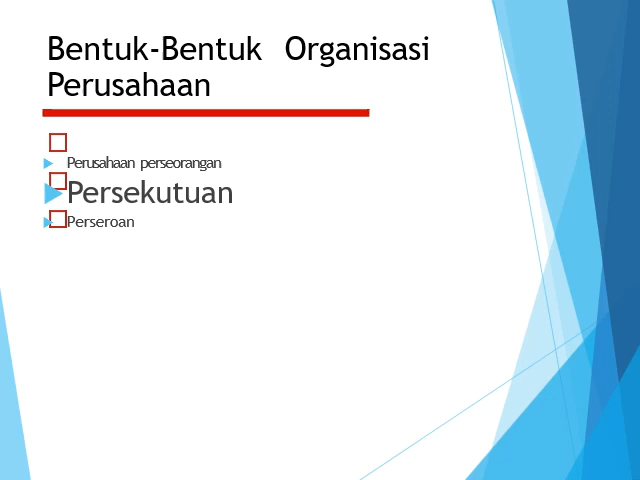 Bentuk-Bentuk Organisasi
Perusahaan
Perusahaan perseorangan
Persekutuan
Perseroan